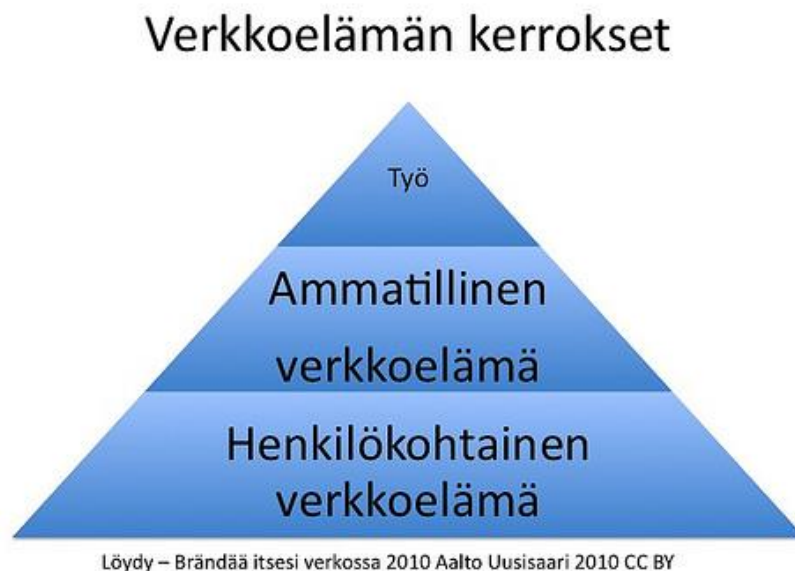 Verkkoelämän kerrokset
Työ
Ammatillinen
verkkoelämä
Henkilökohtainen
verkkoelämä
Löydy – Brändää itsesi verkossa 2010 Aalto Uusisaari 2010 CC BY